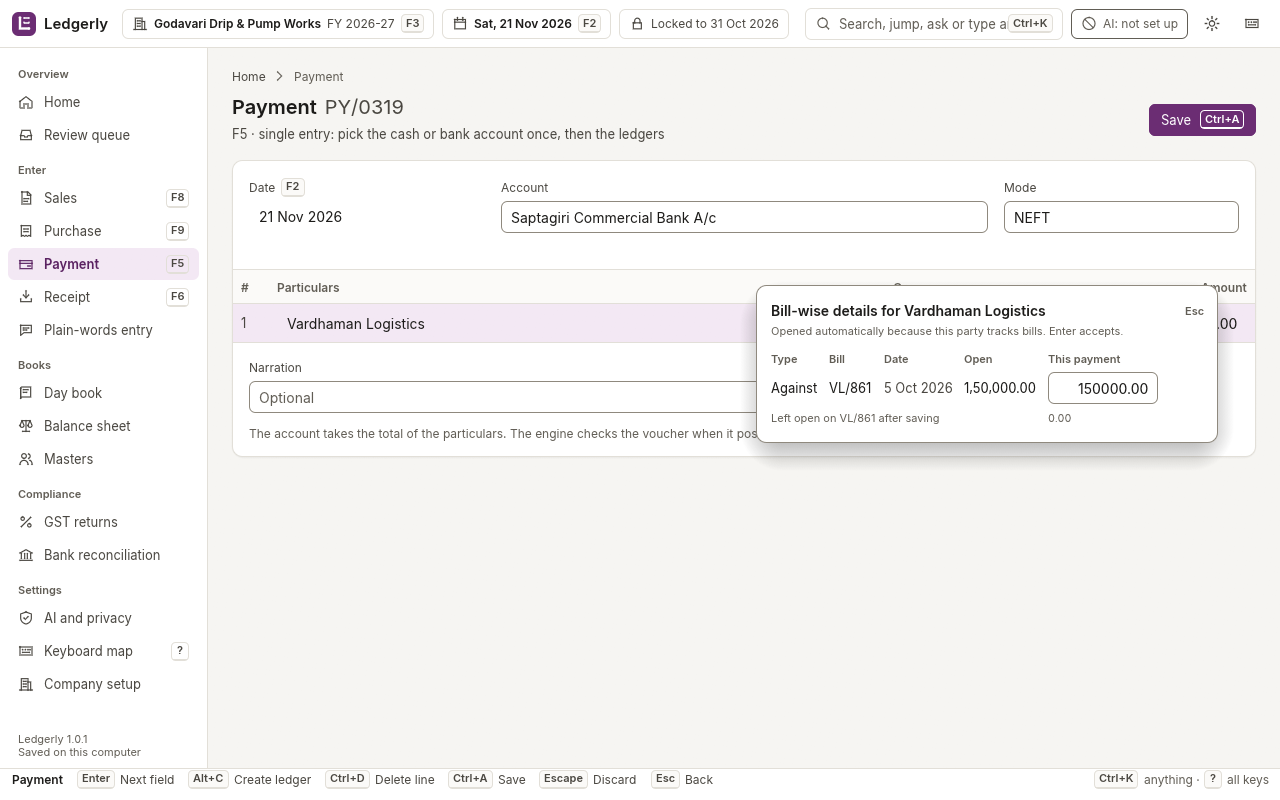 Ledgerly
Godavari Drip & Pump Works FY 2026-27 F3
Sat, 21 Nov 2026 F2
Locked to 31 Oct 2026
Search, jump, ask or type a Ctrl+K
AI: not set up
Overview
Home
Review queue
Enter
Sales F8
Purchase F9
Payment F5
Receipt F6
Plain-words entry
Books
Day book
Balance sheet
Masters
Compliance
GST returns
Bank reconciliation
Settings
AI and privacy
Keyboard map ?
Company setup
Ledgerly 1.0.1
Saved on this computer
Home > Payment
Payment PY/0319
F5 · single entry: pick the cash or bank account once, then the ledgers
Save Ctrl+A
Date F2 Account Mode
21 Nov 2026 Saptagiri Commercial Bank A/c NEFT
# Particulars
1 Vardhaman Logistics .00
Narration
Optional
The account takes the total of the particulars. The engine checks the voucher when it pos
Bill-wise details for Vardhaman Logistics Esc
Opened automatically because this party tracks bills. Enter accepts.
Type Bill Date Open This payment
Against VL/861 5 Oct 2026 1,50,000.00 150000.00
Left open on VL/861 after saving 0.00
Payment Enter Next field Alt+C Create ledger Ctrl+D Delete line Ctrl+A Save Escape Discard Esc Back Ctrl+K anything · ? all keys